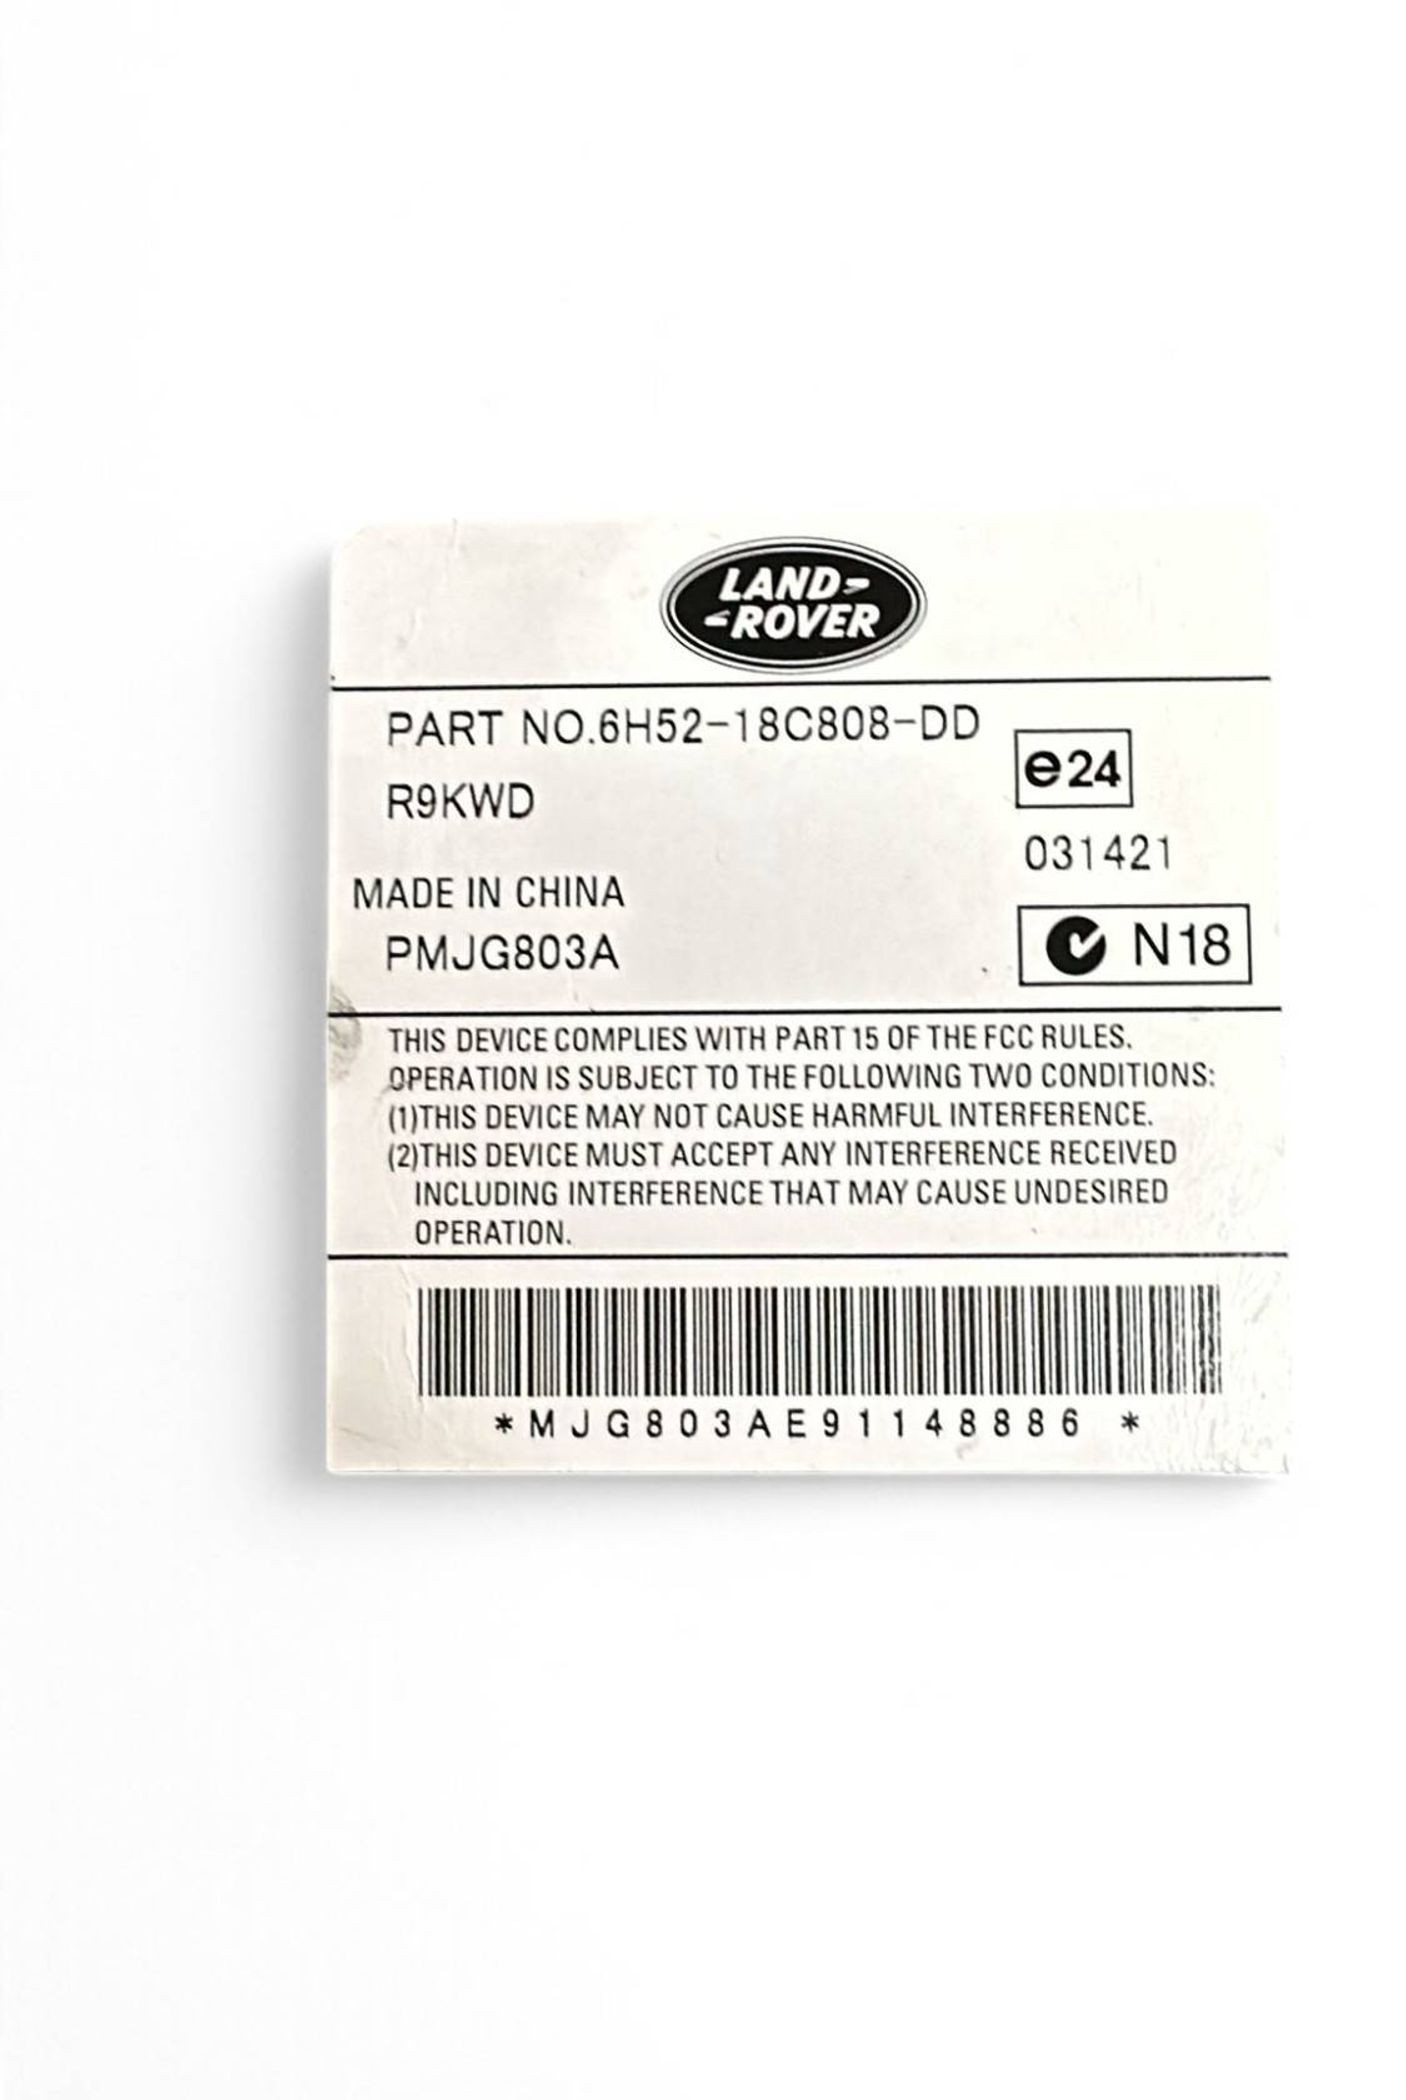 LAND-
-ROVER
PART NO.6H52-18C808-DD
e24
R9KWD
031421
MADE IN CHINA
N18
PMJG803A
THIS DEVICE COMPLIES WITH PART 15 OF THE FCC RULES.
OPERATION IS SUBJECT TO THE FOLLOWING TWO CONDITIONS:
(1)THIS DEVICE MAY NOT CAUSE HARMFUL INTERFERENCE.
(2)THIS DEVICE MUST ACCEPT ANY INTERFERENCE RECEIVED
INCLUDING INTERFERENCE THAT MAY CAUSE UNDESIRED
OPERATION.
*MJG803AE91148886 *